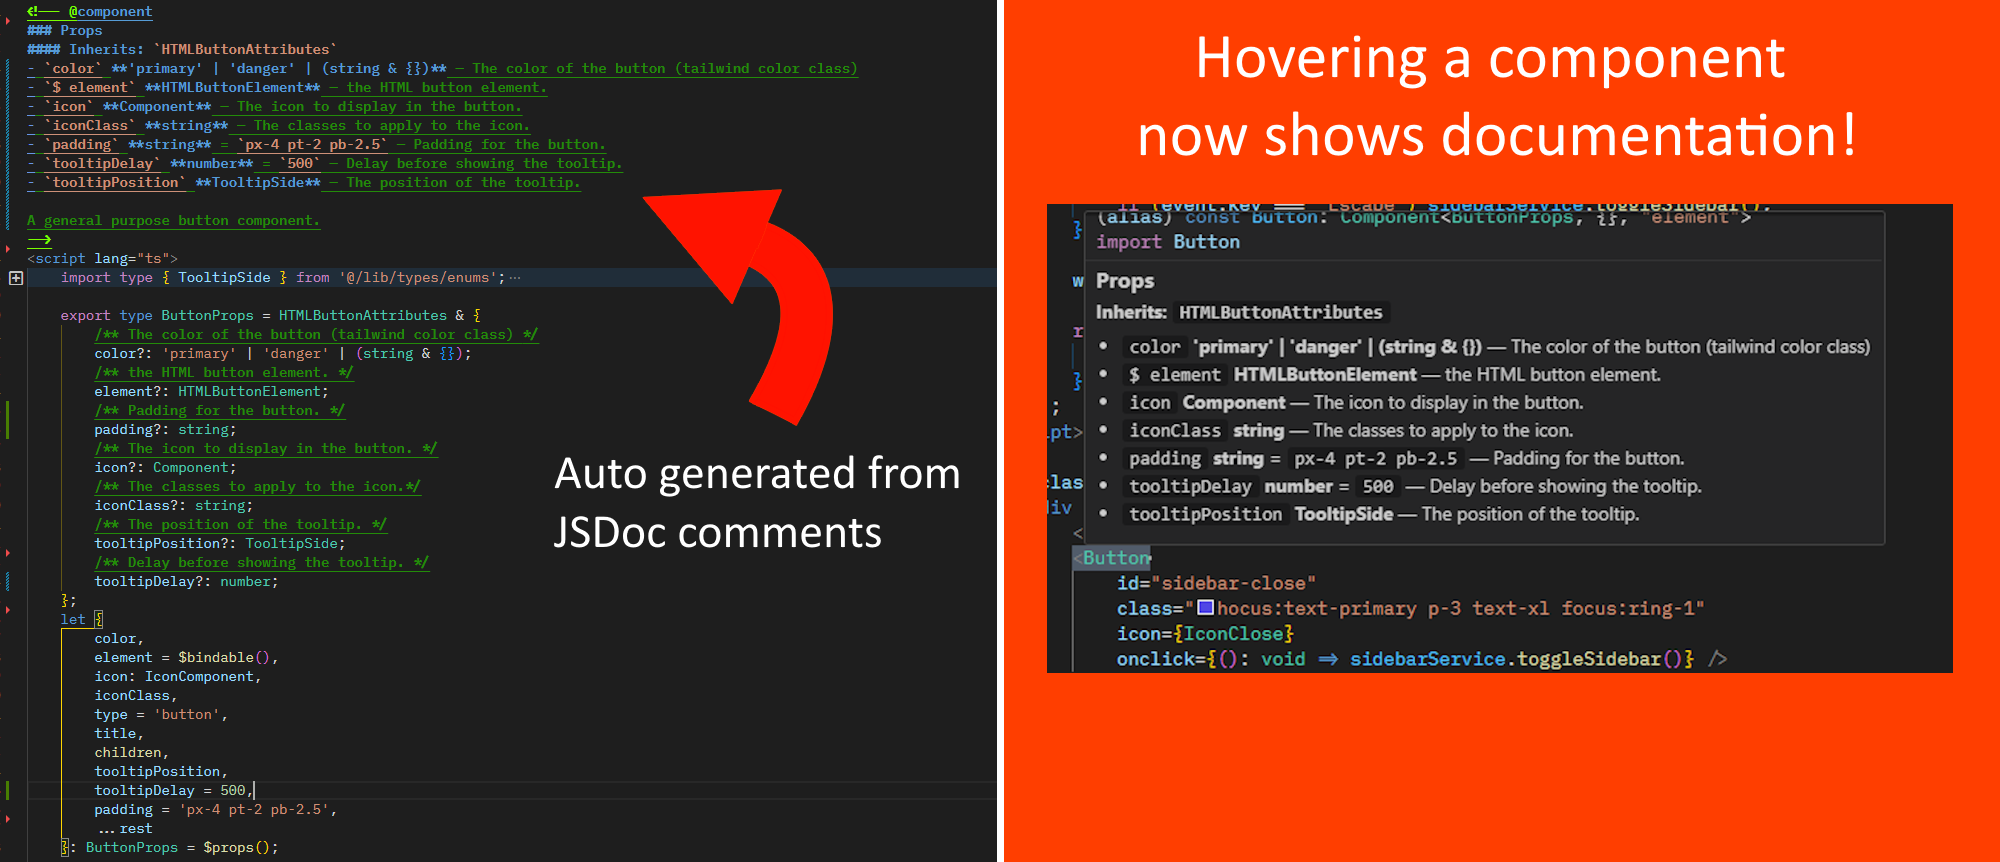 <!-- @component
### Props
#### Inherits: `HTMLButtonAttributes`
- `color` **'primary' | 'danger' | (string & {})** — The color of the button (tailwind color class)
- `$ element` **HTMLButtonElement** — the HTML button element.
- `icon` **Component** — The icon to display in the button.
- `iconClass` **string** — The classes to apply to the icon.
- `padding` **string** = `px-4 pt-2 pb-2.5` — Padding for the button.
- `tooltipDelay` **number** = `500` — Delay before showing the tooltip.
- `tooltipPosition` **TooltipSide** — The position of the tooltip.
A general purpose button component.
-->
<script lang="ts">
import type { TooltipSide } from '@/lib/types/enums'; ⋯
export type ButtonProps = HTMLButtonAttributes & {
/** The color of the button (tailwind color class) */
color?: 'primary' | 'danger' | (string & {});
/** the HTML button element. */
element?: HTMLButtonElement;
/** Padding for the button. */
padding?: string;
/** The icon to display in the button. */
icon?: Component;
/** The classes to apply to the icon.*/
iconClass?: string;
/** The position of the tooltip. */
tooltipPosition?: TooltipSide;
/** Delay before showing the tooltip. */
tooltipDelay?: number;
};
let {
color,
element = $bindable(),
icon: IconComponent,
iconClass,
type = 'button',
title,
children,
tooltipPosition,
tooltipDelay = 500,
padding = 'px-4 pt-2 pb-2.5',
...rest
}: ButtonProps = $props();
Auto generated from
JSDoc comments
Hovering a component
now shows documentation!
if (event.key === 'Escape') sidebarService.toggleSidebar();
(alias) const Button: Component<ButtonProps, {}, "element">
}
import Button
w
Props
Inherits: HTMLButtonAttributes
r
• color 'primary' | 'danger' | (string & {}) — The color of the button (tailwind color class)
• $ element HTMLButtonElement — the HTML button element.
}
• icon Component — The icon to display in the button.
;
• iconClass string — The classes to apply to the icon.
ipt>
• padding string = px-4 pt-2 pb-2.5 — Padding for the button.
clas
• tooltipDelay number = 500 — Delay before showing the tooltip.
div
• tooltipPosition TooltipSide — The position of the tooltip.
<
<Button
id="sidebar-close"
class="hocus:text-primary p-3 text-xl focus:ring-1"
icon={IconClose}
onclick={(): void => sidebarService.toggleSidebar()} />